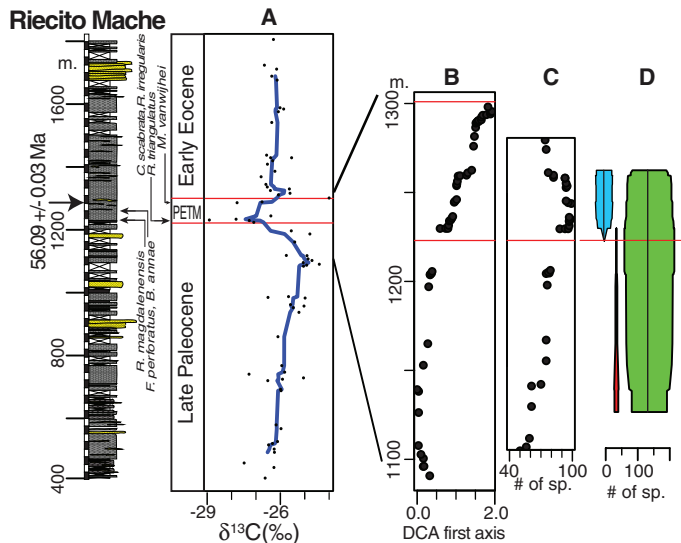 Riecito Mache
A
B
C
D
m.
1600
1200
800
400
56.09 +/- 0.03 Ma
C. scabrata, R. irregularis
R. triangulatus
M. vanwijhei
R. magdalenensis
F. perforatus, B. annae
Early Eocene
PETM
Late Paleocene
-29
-26
δ¹³C(‰)
m.
1300
1200
1100
0.0
1.0
2.0
DCA first axis
40
100
# of sp.
0
100
# of sp.